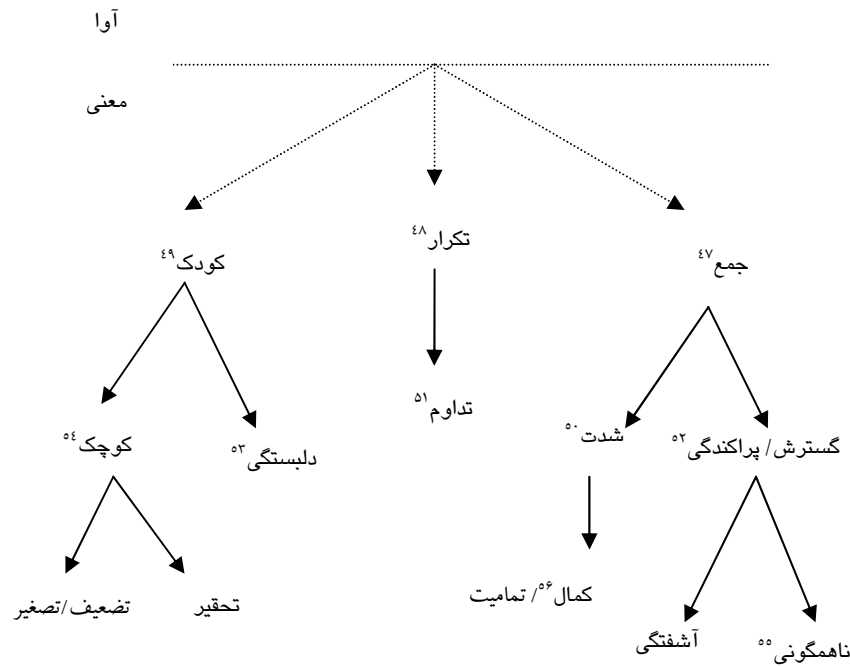 آوا
معنی
جمع۴۷ تکرار۴۸ کودک۴۹
گسترش/ پراکندگی۵۲ شدت۵۰ تداوم۵۱ دلبستگی۵۳ کوچک۵۴
ناهمگونی۵۵ آشفتگی کمال۵۶/ تمامیت تحقیر تضعیف/تصغیر